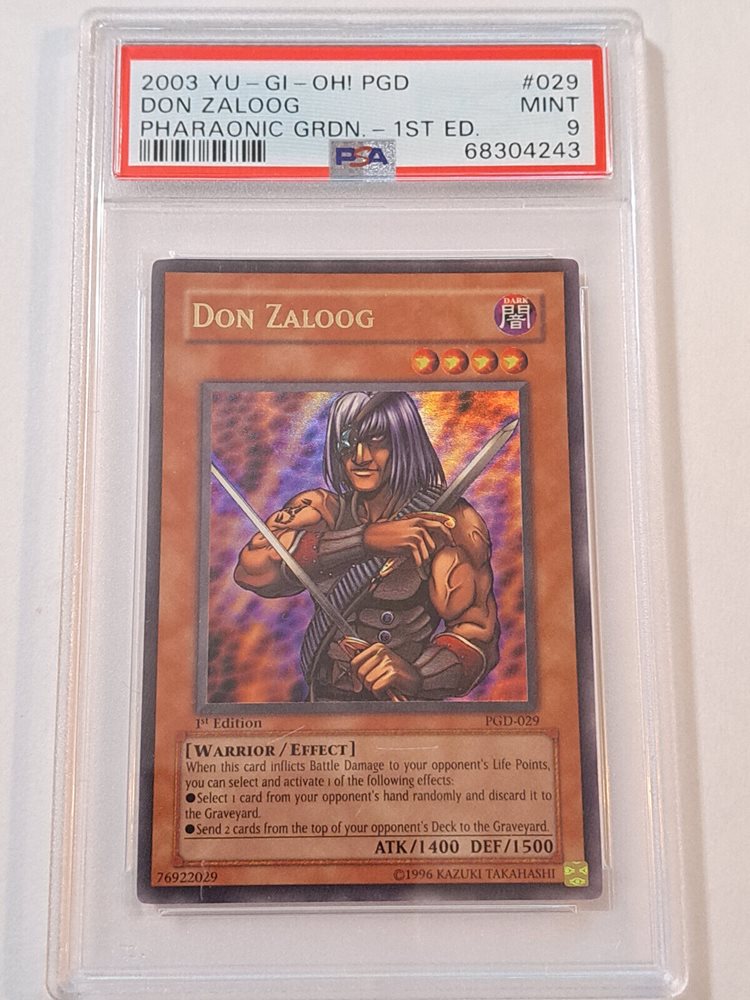 2003 YU-GI-OH! PGD #029
DON ZALOOG MINT
PHARAONIC GRDN. - 1ST ED. 9
PSA 68304243
DON ZALOOG
DARK
闇
1st Edition PGD-029
[WARRIOR/EFFECT]
When this card inflicts Battle Damage to your opponent's Life Points,
you can select and activate 1 of the following effects:
●Select 1 card from your opponent's hand randomly and discard it to
the Graveyard.
●Send 2 cards from the top of your opponent's Deck to the Graveyard.
ATK/1400 DEF/1500
76922029 ©1996 KAZUKI TAKAHASHI